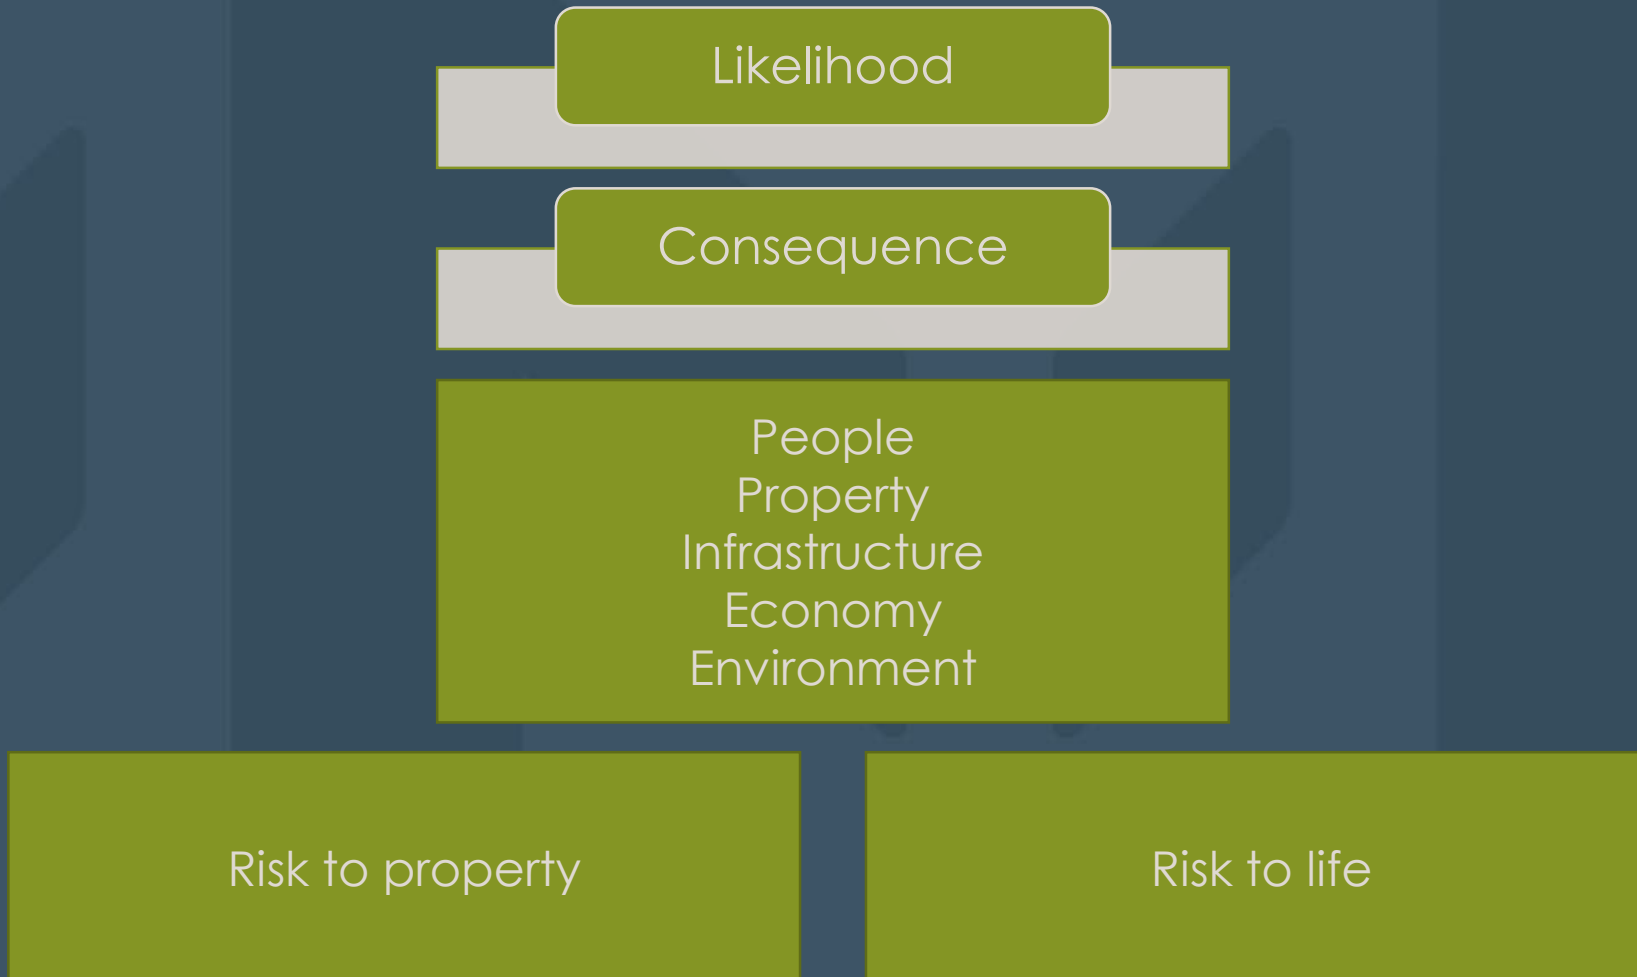 Likelihood
Consequence
People
Property
Infrastructure
Economy
Environment
Risk to property
Risk to life